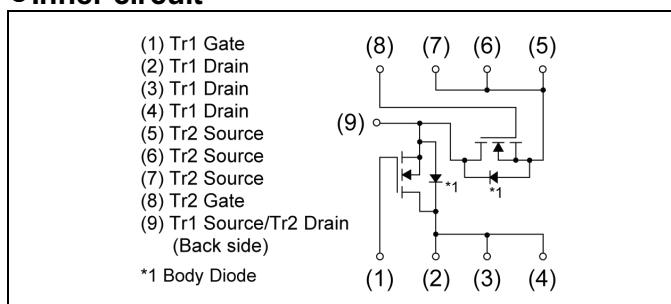 inner circuit
(1) Tr1 Gate
(2) Tr1 Drain
(3) Tr1 Drain
(4) Tr1 Drain
(5) Tr2 Source
(6) Tr2 Source
(7) Tr2 Source
(8) Tr2 Gate
(9) Tr1 Source/Tr2 Drain
(Back side)
*1 Body Diode
(8) (7) (6) (5)
(9)
*1
*1
(1) (2) (3) (4)